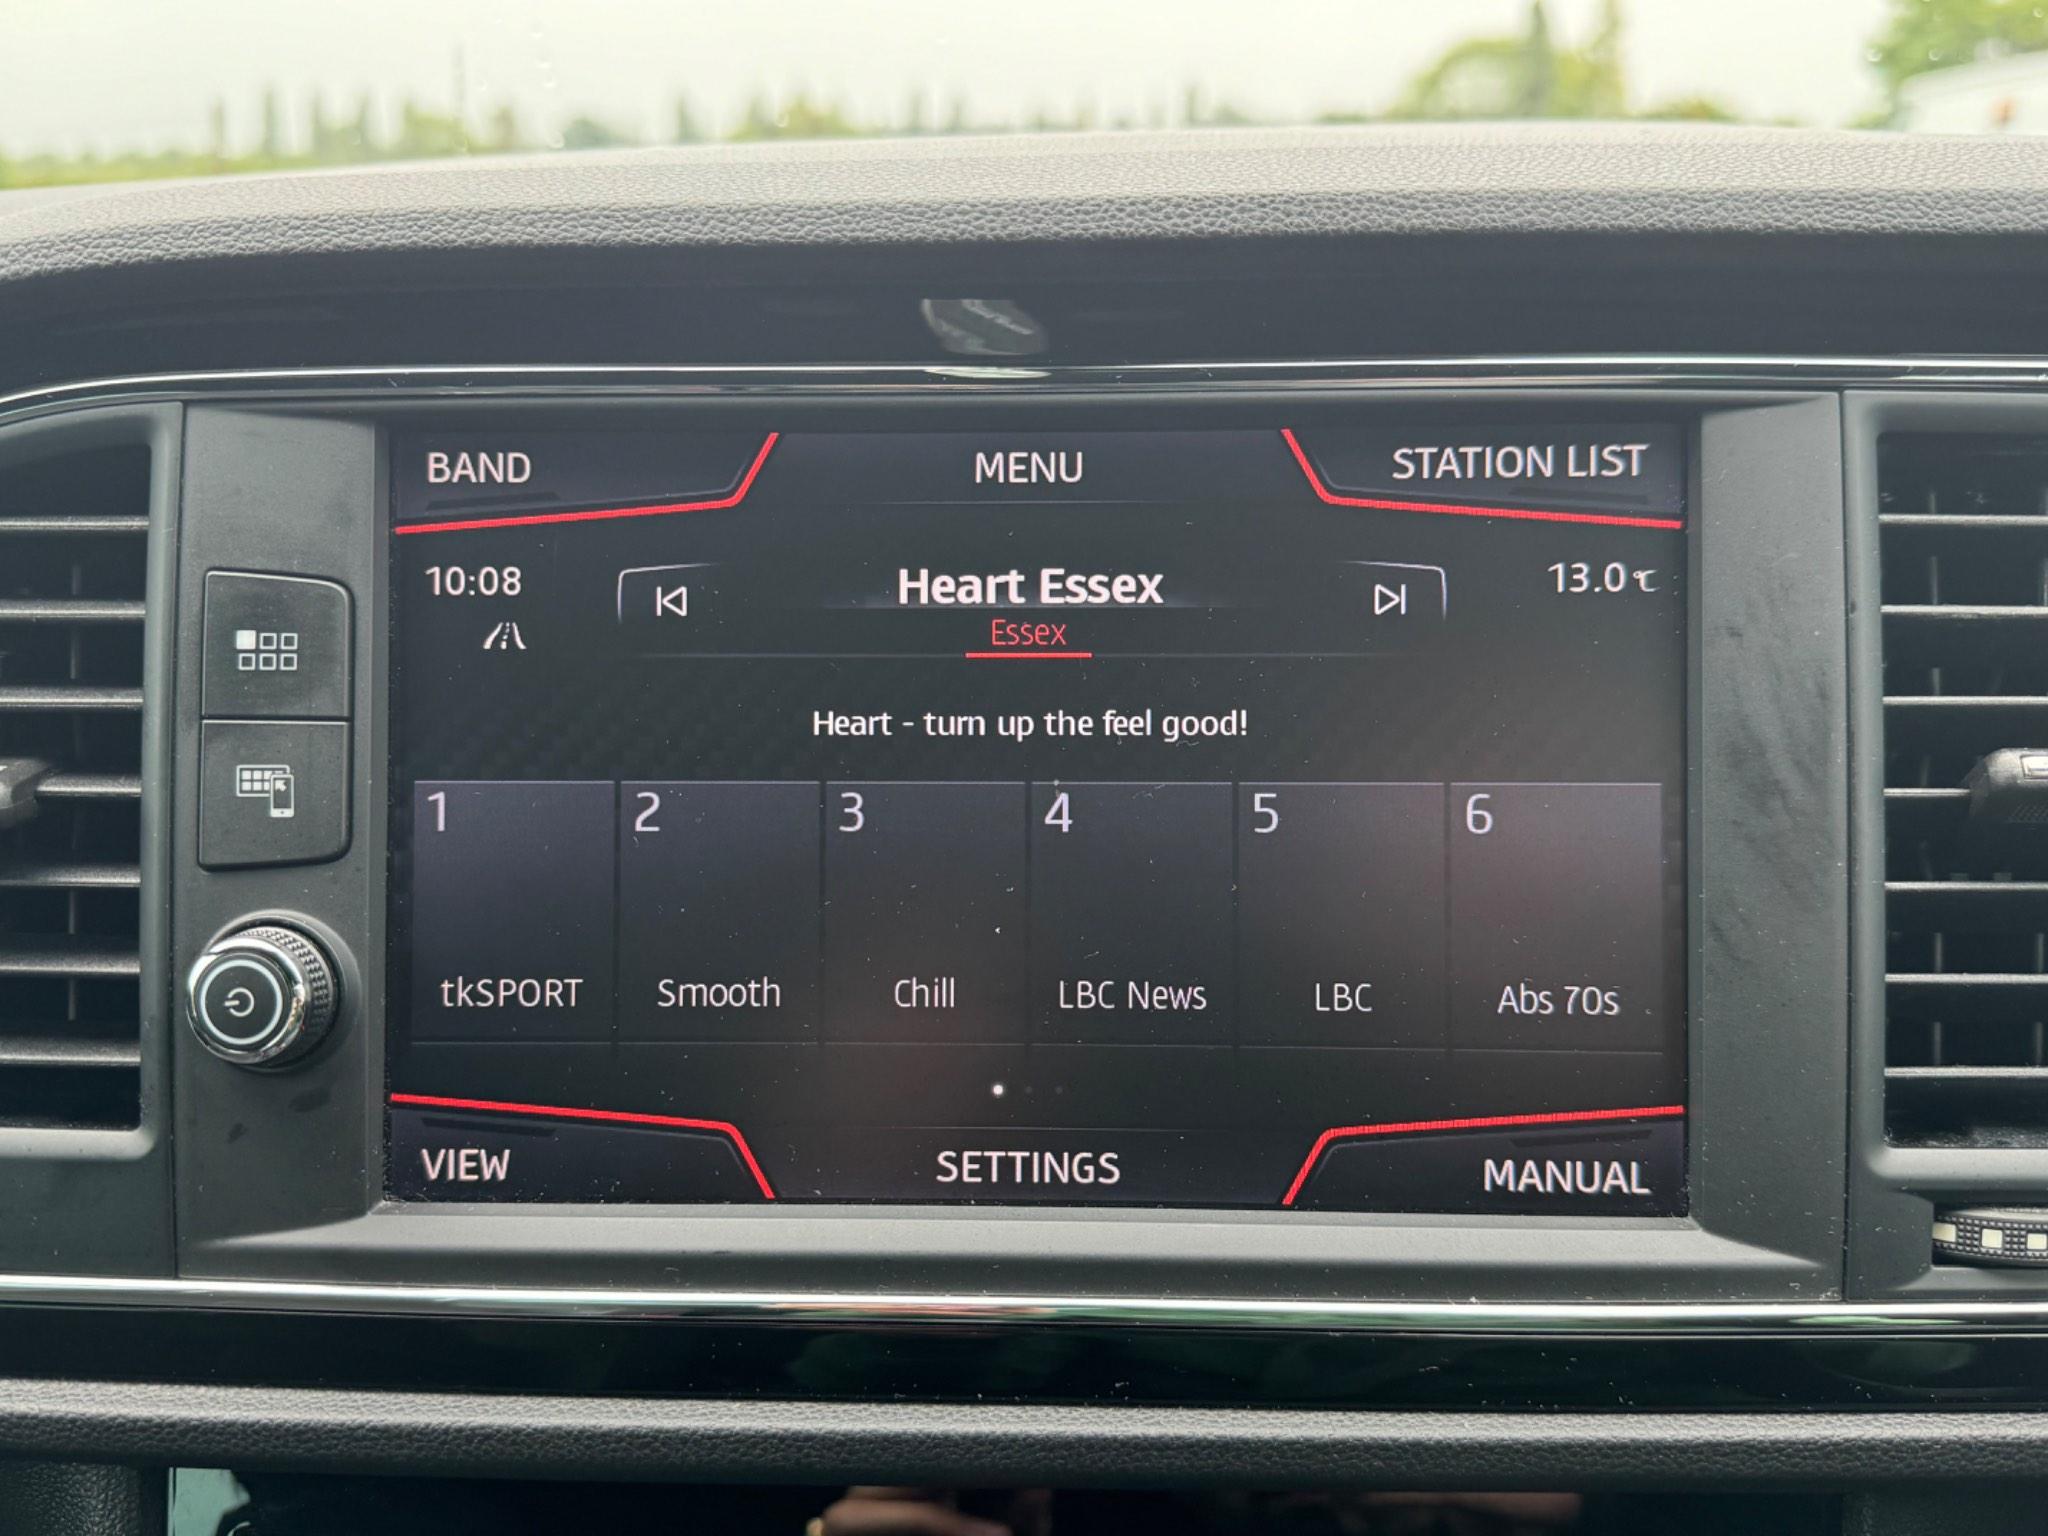 BAND
MENU
STATION LIST
10:08
Heart Essex
13.0 °C
Essex
Heart - turn up the feel good!
1
2
3
4
5
6
tkSPORT
Smooth
Chill
LBC News
LBC
Abs 70s
VIEW
SETTINGS
MANUAL